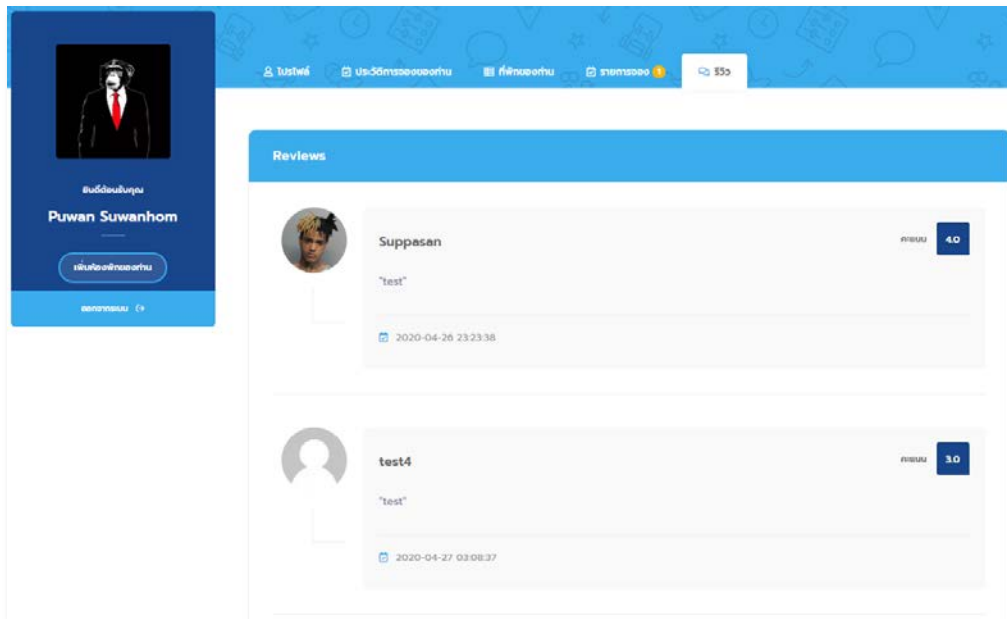 โปรไฟล์
ประวัติการจองของท่าน
ที่พักของท่าน
รายการจอง 1
รีวิว
ยินดีต้อนรับคุณ
Puwan Suwanhom
เพิ่มห้องพักของท่าน
ออกจากระบบ
Reviews
Suppasan
คะแนน 4.0
"test"
2020-04-26 23:23:38
test4
คะแนน 3.0
"test"
2020-04-27 03:08:37